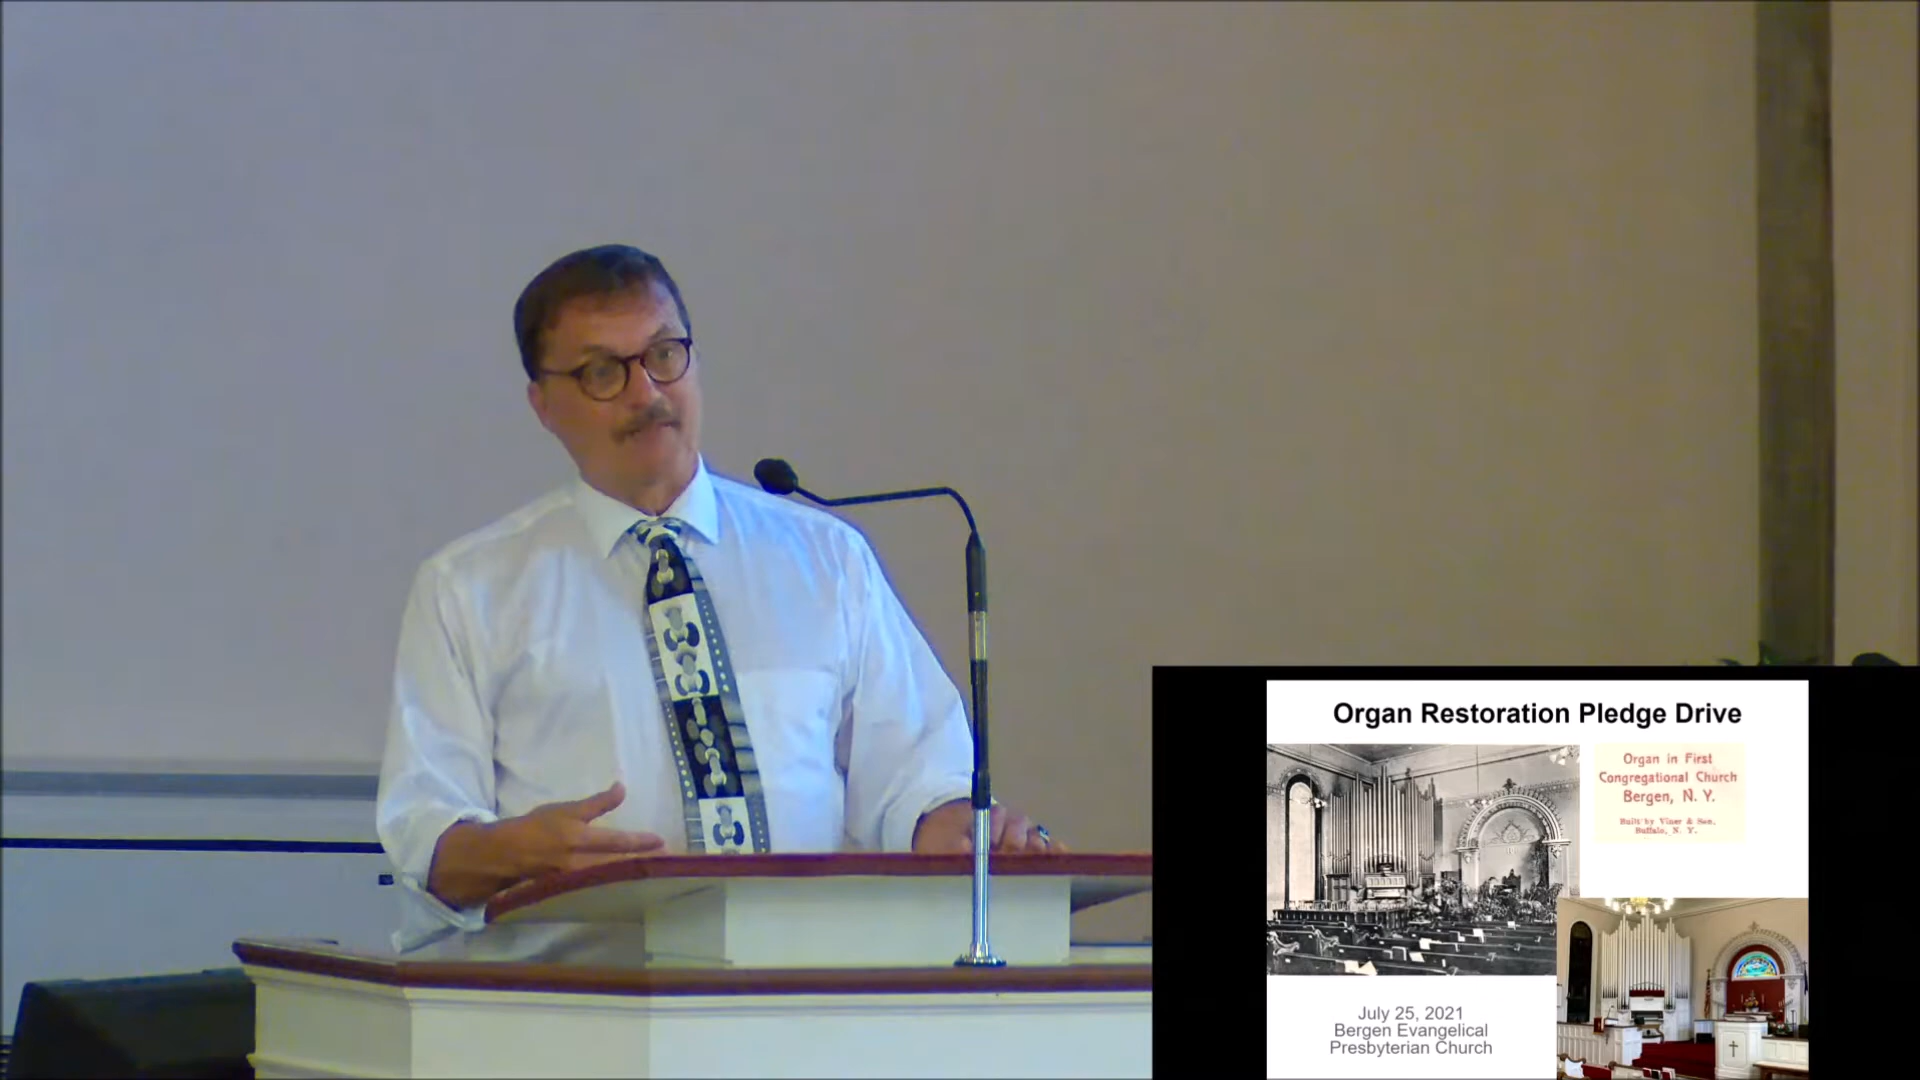 Organ Restoration Pledge Drive
Organ in First
Congregational Church
Bergen, N. Y.
Built by Viner & Son,
Buffalo, N. Y.
July 25, 2021
Bergen Evangelical
Presbyterian Church